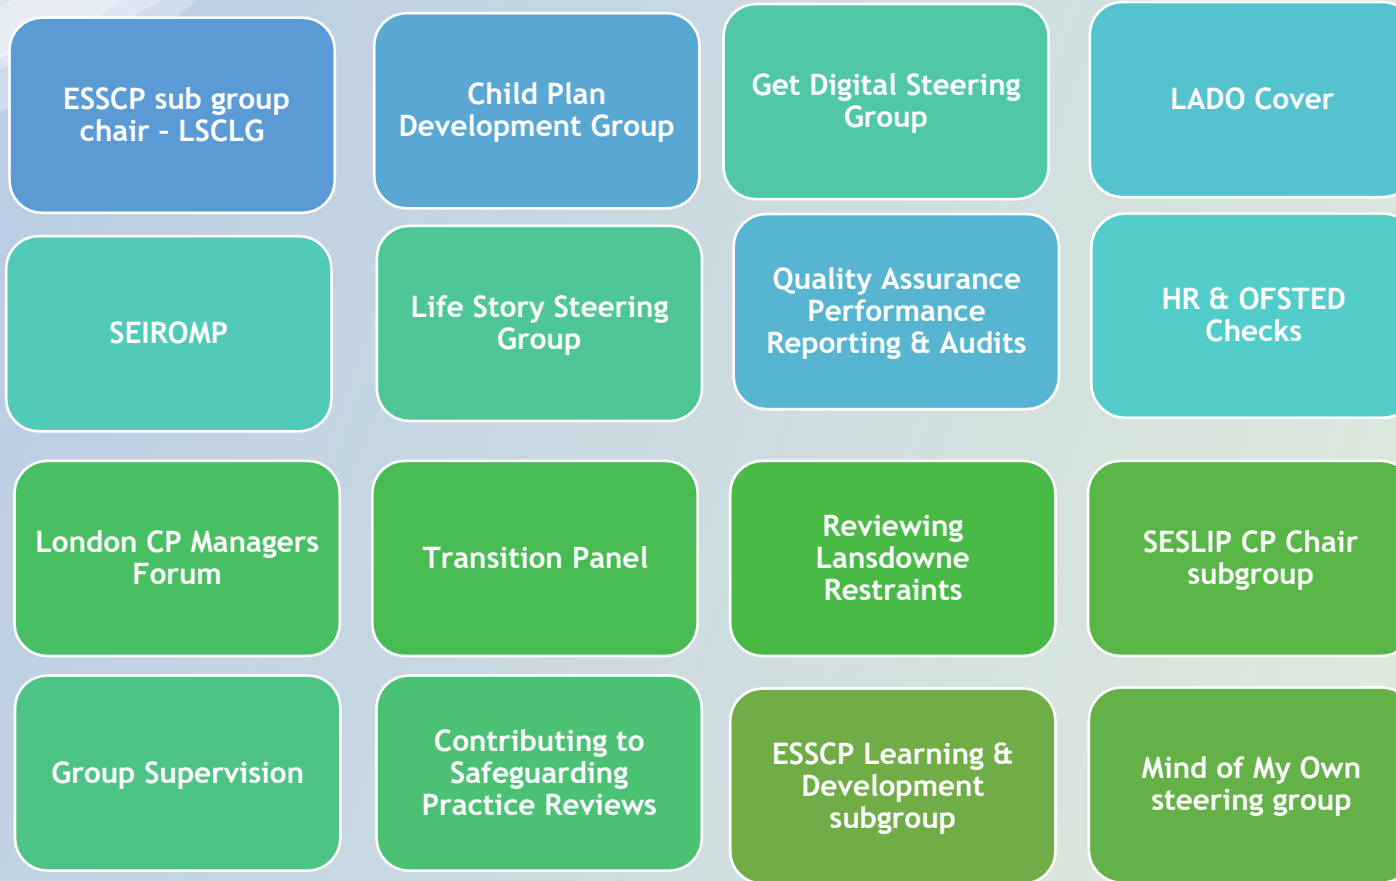 ESSCP sub group
chair - LSCLG
Child Plan
Development Group
Get Digital Steering
Group
LADO Cover
SEIROMP
Life Story Steering
Group
Quality Assurance
Performance
Reporting & Audits
HR & OFSTED
Checks
London CP Managers
Forum
Transition Panel
Reviewing
Lansdowne
Restraints
SESLIP CP Chair
subgroup
Group Supervision
Contributing to
Safeguarding
Practice Reviews
ESSCP Learning &
Development
subgroup
Mind of My Own
steering group